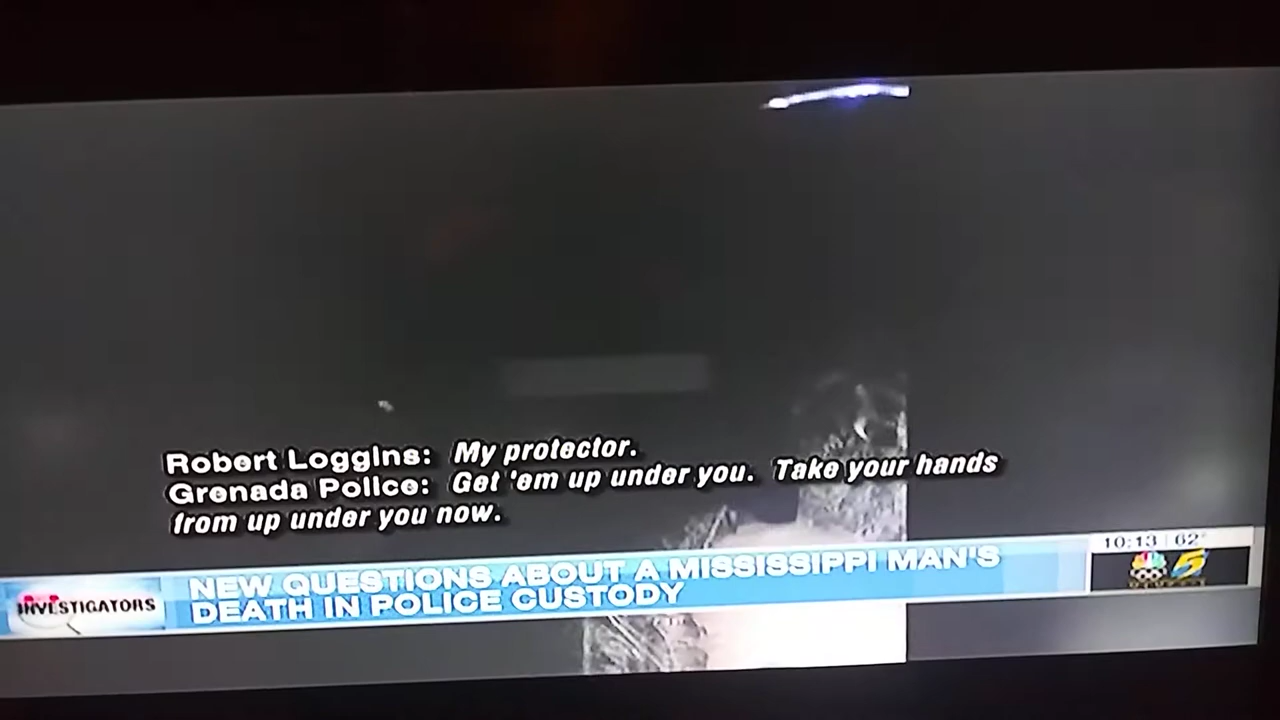 Robert Loggins: My protector.
Grenada Police: Get 'em up under you. Take your hands
from up under you now.
10:13 62°
INVESTIGATORS
NEW QUESTIONS ABOUT A MISSISSIPPI MAN'S
DEATH IN POLICE CUSTODY
5